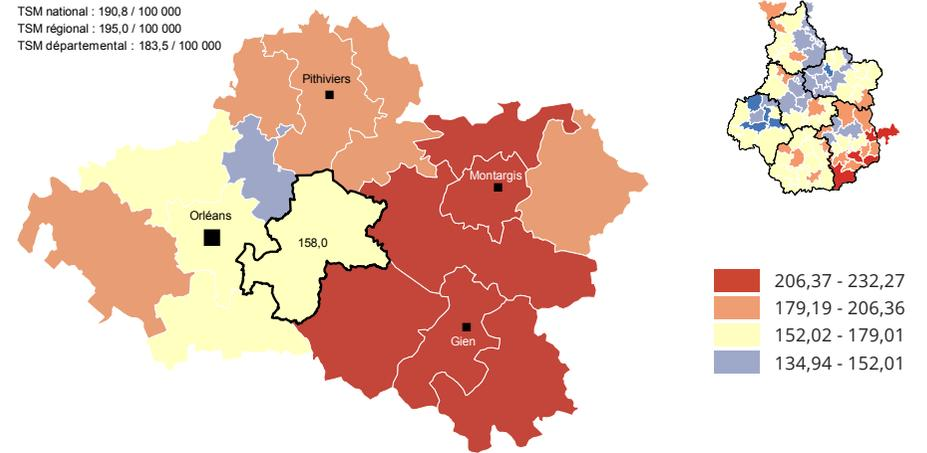 TSM national : 190,8 / 100 000
TSM régional : 195,0 / 100 000
TSM départemental : 183,5 / 100 000
Pithiviers
Montargis
Orléans
158,0
Gien
206,37 - 232,27
179,19 - 206,36
152,02 - 179,01
134,94 - 152,01